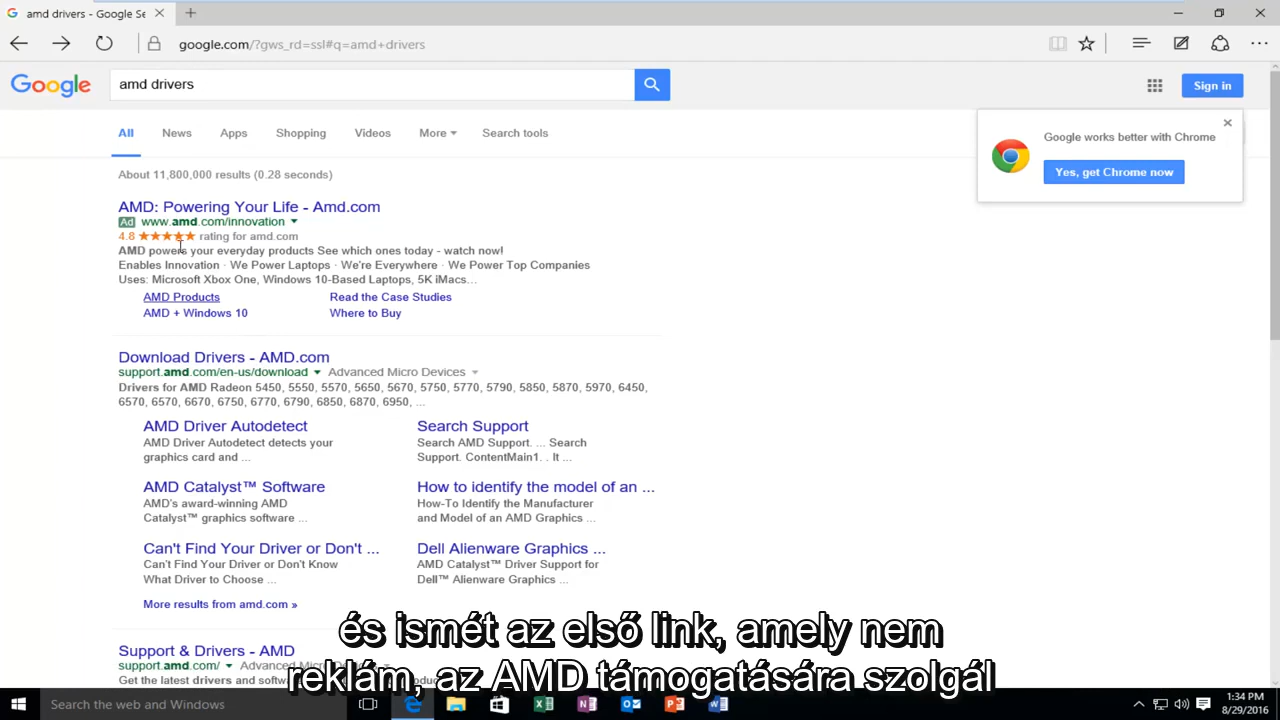 amd drivers - Google Se
google.com/?gws_rd=ssl#q=amd+drivers
Google
amd drivers
Sign in
All News Apps Shopping Videos More Search tools
Google works better with Chrome
Yes, get Chrome now
About 11,800,000 results (0.28 seconds)
AMD: Powering Your Life - Amd.com
Ad www.amd.com/innovation
4.8 ★★★★★ rating for amd.com
AMD powers your everyday products See which ones today - watch now!
Enables Innovation · We Power Laptops · We're Everywhere · We Power Top Companies
Uses: Microsoft Xbox One, Windows 10-Based Laptops, 5K iMacs...
AMD Products Read the Case Studies
AMD + Windows 10 Where to Buy
Download Drivers - AMD.com
support.amd.com/en-us/download Advanced Micro Devices
Drivers for AMD Radeon 5450, 5550, 5570, 5650, 5670, 5750, 5770, 5790, 5850, 5870, 5970, 6450,
6570, 6570, 6670, 6750, 6770, 6790, 6850, 6870, 6950, ...
AMD Driver Autodetect
AMD Driver Autodetect detects your
graphics card and ...
Search Support
Search AMD Support. ... Search
Support. ContentMain1. . It ...
AMD Catalyst™ Software
AMD's award-winning AMD
Catalyst™ graphics software ...
How to identify the model of an ...
How-To Identify the Manufacturer
and Model of an AMD Graphics ...
Can't Find Your Driver or Don't ...
Can't Find Your Driver or Don't Know
What Driver to Choose ...
Dell Alienware Graphics ...
AMD Catalyst™ Driver Support for
Dell™ Alienware Graphics ...
More results from amd.com »
Support & Drivers - AMD
support.amd.com/ Advanced M
Get the latest drivers and softwa
és ismét az első link, amely nem
reklám, az AMD támogatására szolgál
Search the web and Windows
1:34 PM
8/29/2016